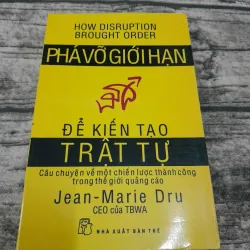 HOW DISRUPTION
BROUGHT ORDER
PHÁ VỠ GIỚI HẠN
ĐỂ KIẾN TẠO
TRẬT TỰ
Câu chuyện về một chiến lược thành công
trong thế giới quảng cáo
Jean-Marie Dru
CEO của TBWA
NHÀ XUẤT BẢN TRẺ